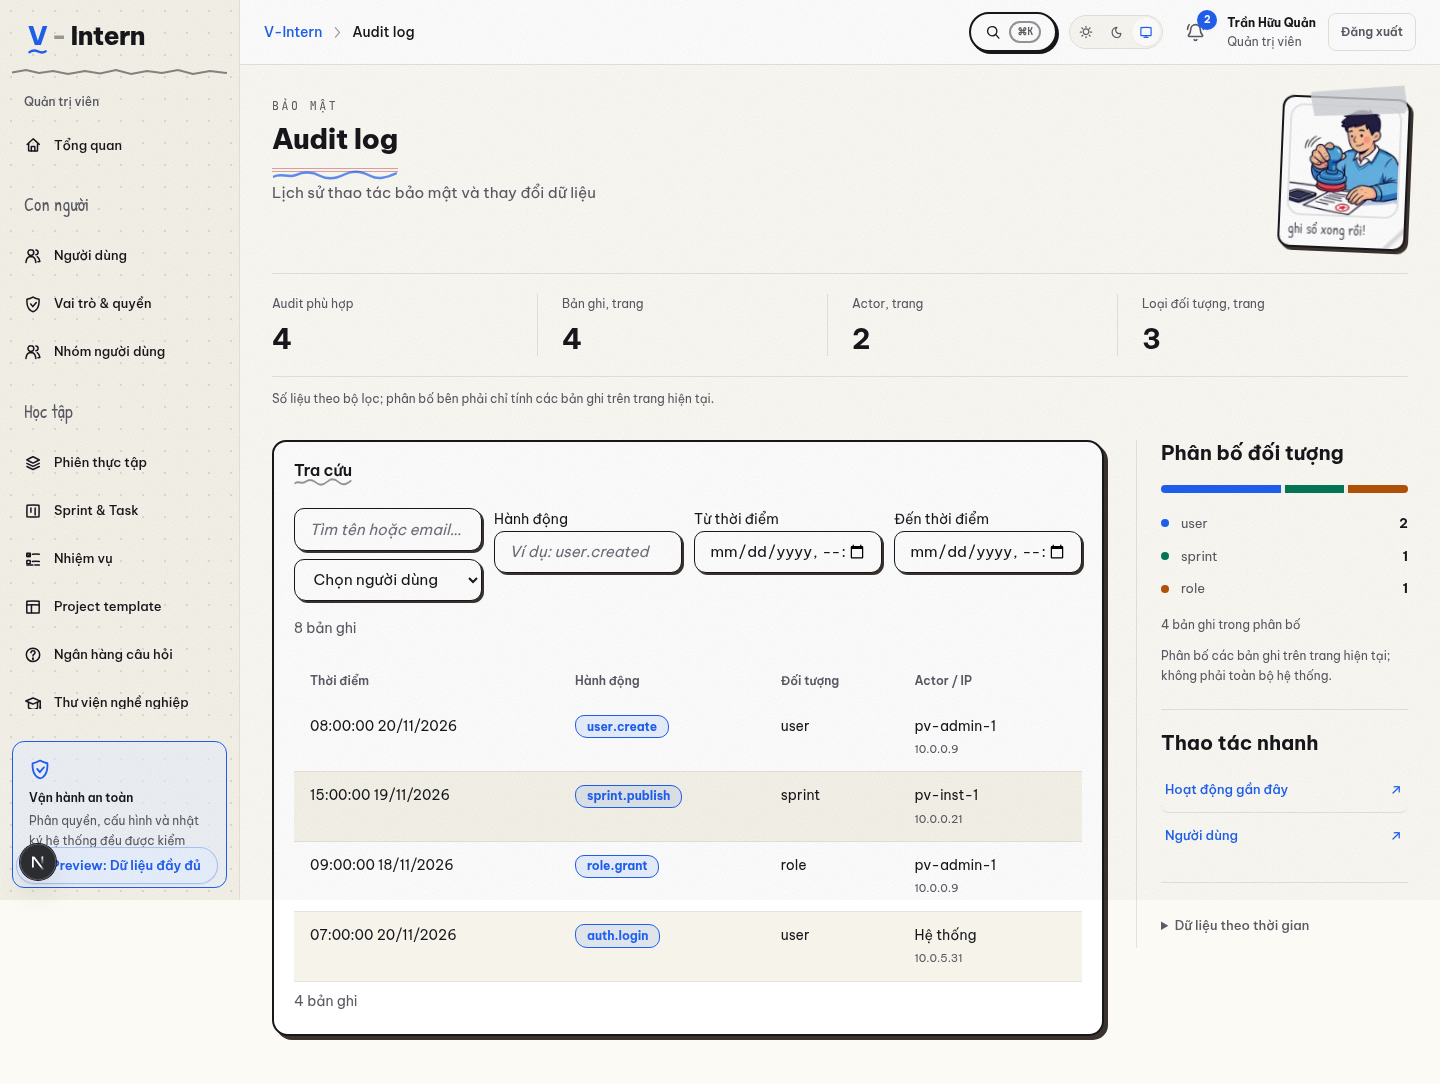 V - Intern
Quản trị viên
Tổng quan
Con người
Người dùng
Vai trò & quyền
Nhóm người dùng
Học tập
Phiên thực tập
Sprint & Task
Nhiệm vụ
Project template
Ngân hàng câu hỏi
Thư viện nghề nghiệp
Vận hành an toàn
Phân quyền, cấu hình và nhật
ký hệ thống đều được kiểm
Preview: Dữ liệu đầy đủ
N
V-Intern > Audit log
⌘K
2
Trần Hữu Quản
Quản trị viên
Đăng xuất
BẢO MẬT
Audit log
Lịch sử thao tác bảo mật và thay đổi dữ liệu
ghi sổ xong rồi!
Audit phù hợp
4
Bản ghi, trang
4
Actor, trang
2
Loại đối tượng, trang
3
Số liệu theo bộ lọc; phân bố bên phải chỉ tính các bản ghi trên trang hiện tại.
Tra cứu
Tìm tên hoặc email...
Chọn người dùng
Hành động
Ví dụ: user.created
Từ thời điểm
mm/dd/yyyy, --:
Đến thời điểm
mm/dd/yyyy, --:
8 bản ghi
Thời điểm Hành động Đối tượng Actor / IP
08:00:00 20/11/2026 user.create user pv-admin-1
10.0.0.9
15:00:00 19/11/2026 sprint.publish sprint pv-inst-1
10.0.0.21
09:00:00 18/11/2026 role.grant role pv-admin-1
10.0.0.9
07:00:00 20/11/2026 auth.login user Hệ thống
10.0.5.31
4 bản ghi
Phân bố đối tượng
user 2
sprint 1
role 1
4 bản ghi trong phân bố
Phân bố các bản ghi trên trang hiện tại;
không phải toàn bộ hệ thống.
Thao tác nhanh
Hoạt động gần đây
Người dùng
Dữ liệu theo thời gian